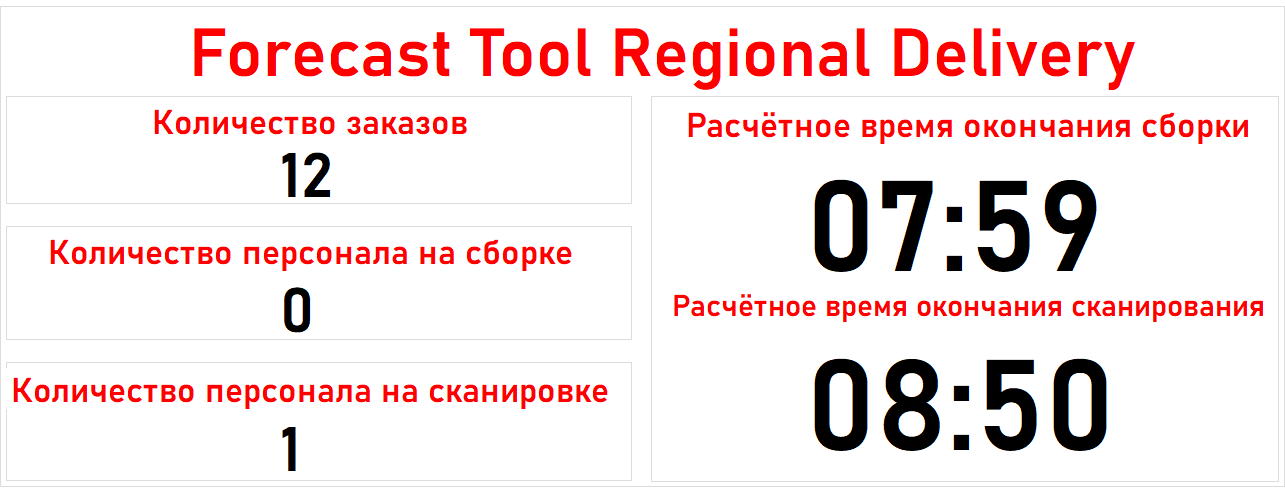 Forecast Tool Regional Delivery
Количество заказов
12
Количество персонала на сборке
0
Количество персонала на сканировке
1
Расчётное время окончания сборки
07:59
Расчётное время окончания сканирования
08:50